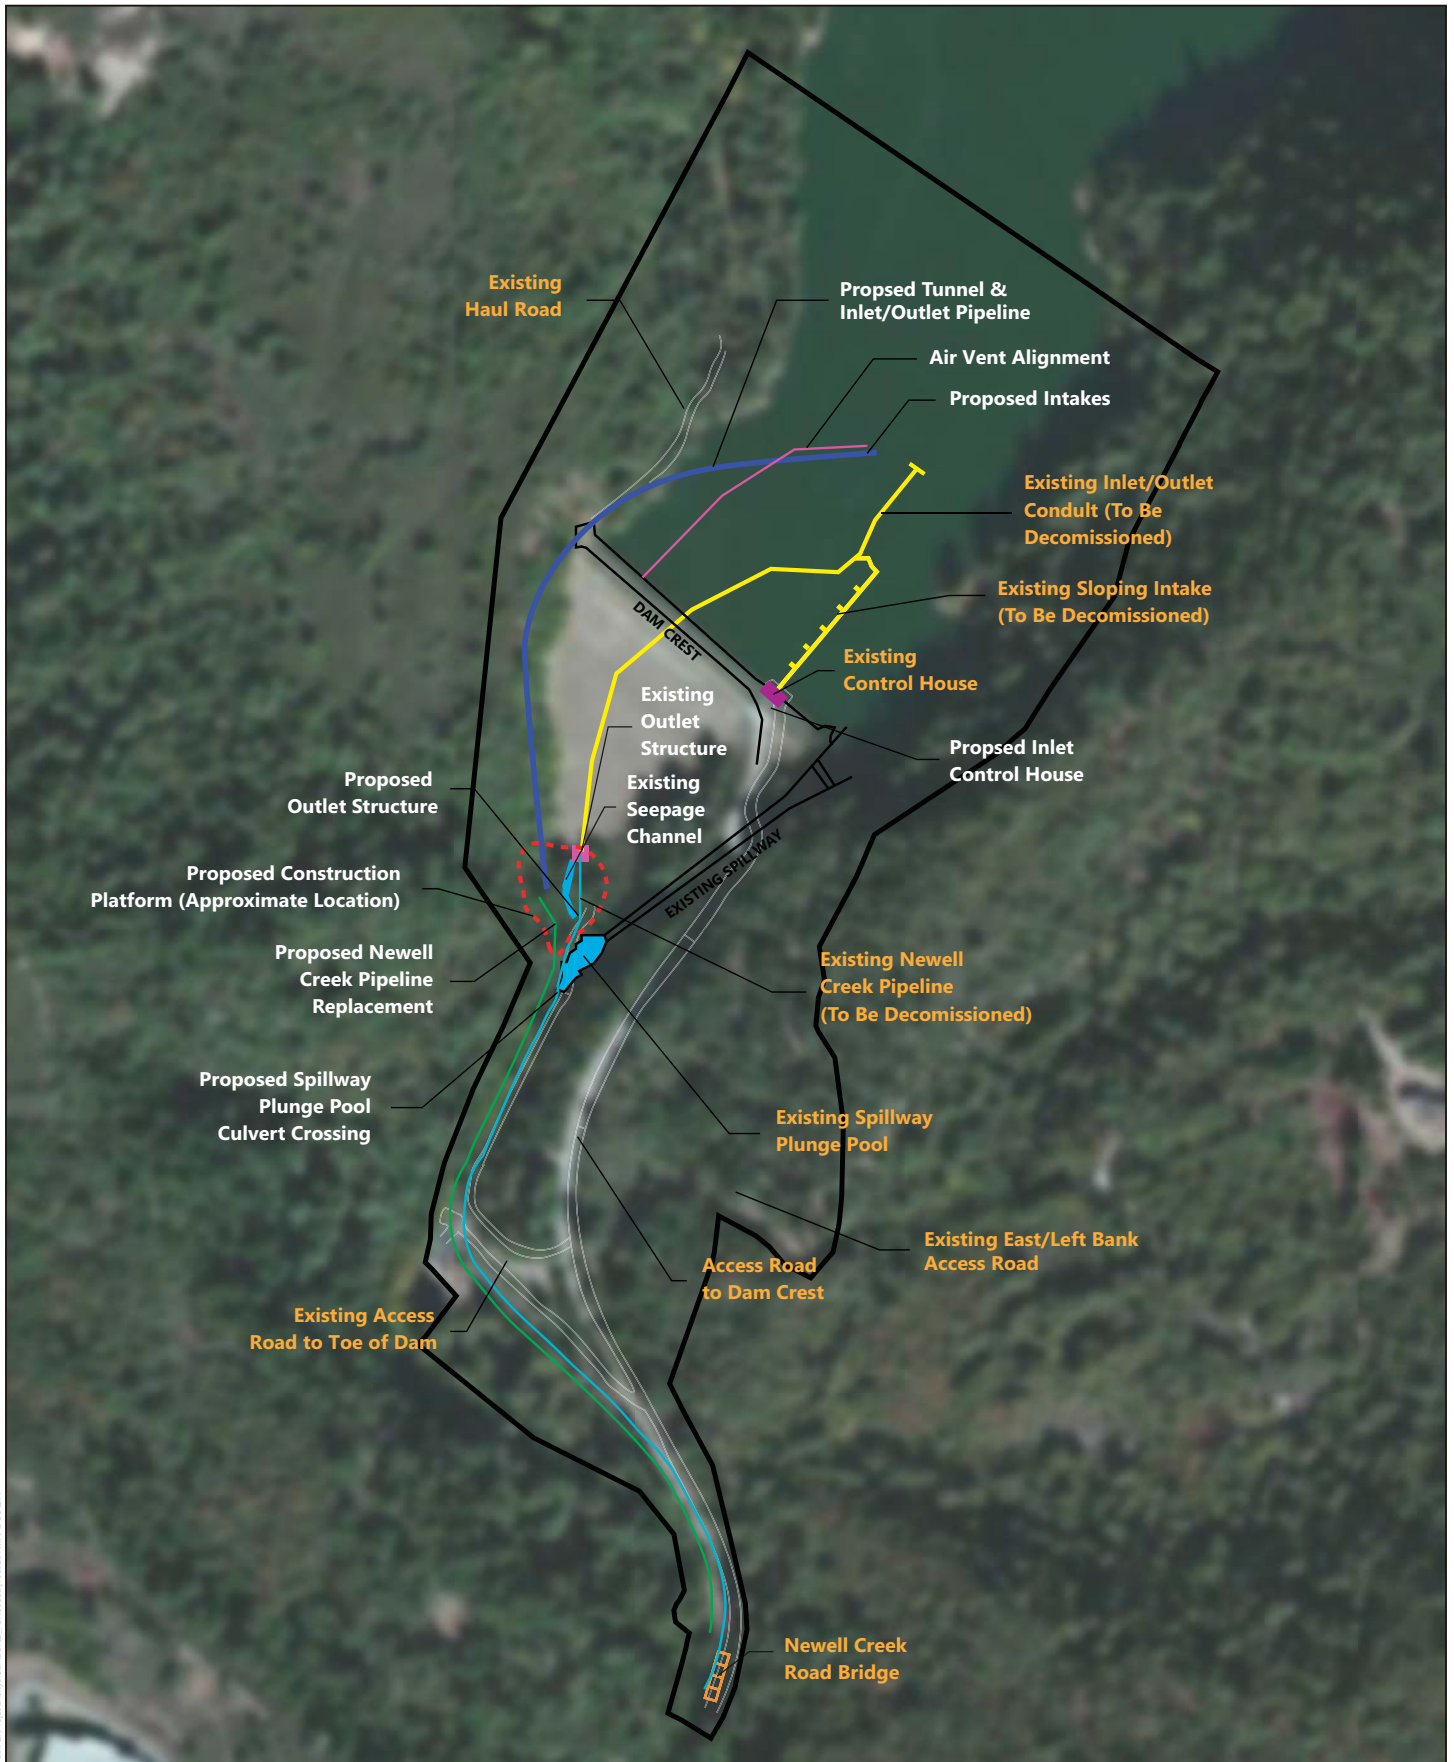 Existing
Haul Road
Propsed Tunnel &
Inlet/Outlet Pipeline
Air Vent Alignment
Proposed Intakes
Existing Inlet/Outlet
Condult (To Be
Decomissioned)
Existing Sloping Intake
(To Be Decomissioned)
DAM CREST
Existing
Control House
Existing
Outlet
Structure
Propsed Inlet
Control House
Existing
Seepage
Channel
Proposed
Outlet Structure
EXISTING SPILLWAY
Proposed Construction
Platform (Approximate Location)
Proposed Newell
Creek Pipeline
Replacement
Existing Newell
Creek Pipeline
(To Be Decomissioned)
Proposed Spillway
Plunge Pool
Culvert Crossing
Existing Spillway
Plunge Pool
Existing East/Left Bank
Access Road
Access Road
to Dam Crest
Existing Access
Road to Toe of Dam
Newell Creek
Road Bridge